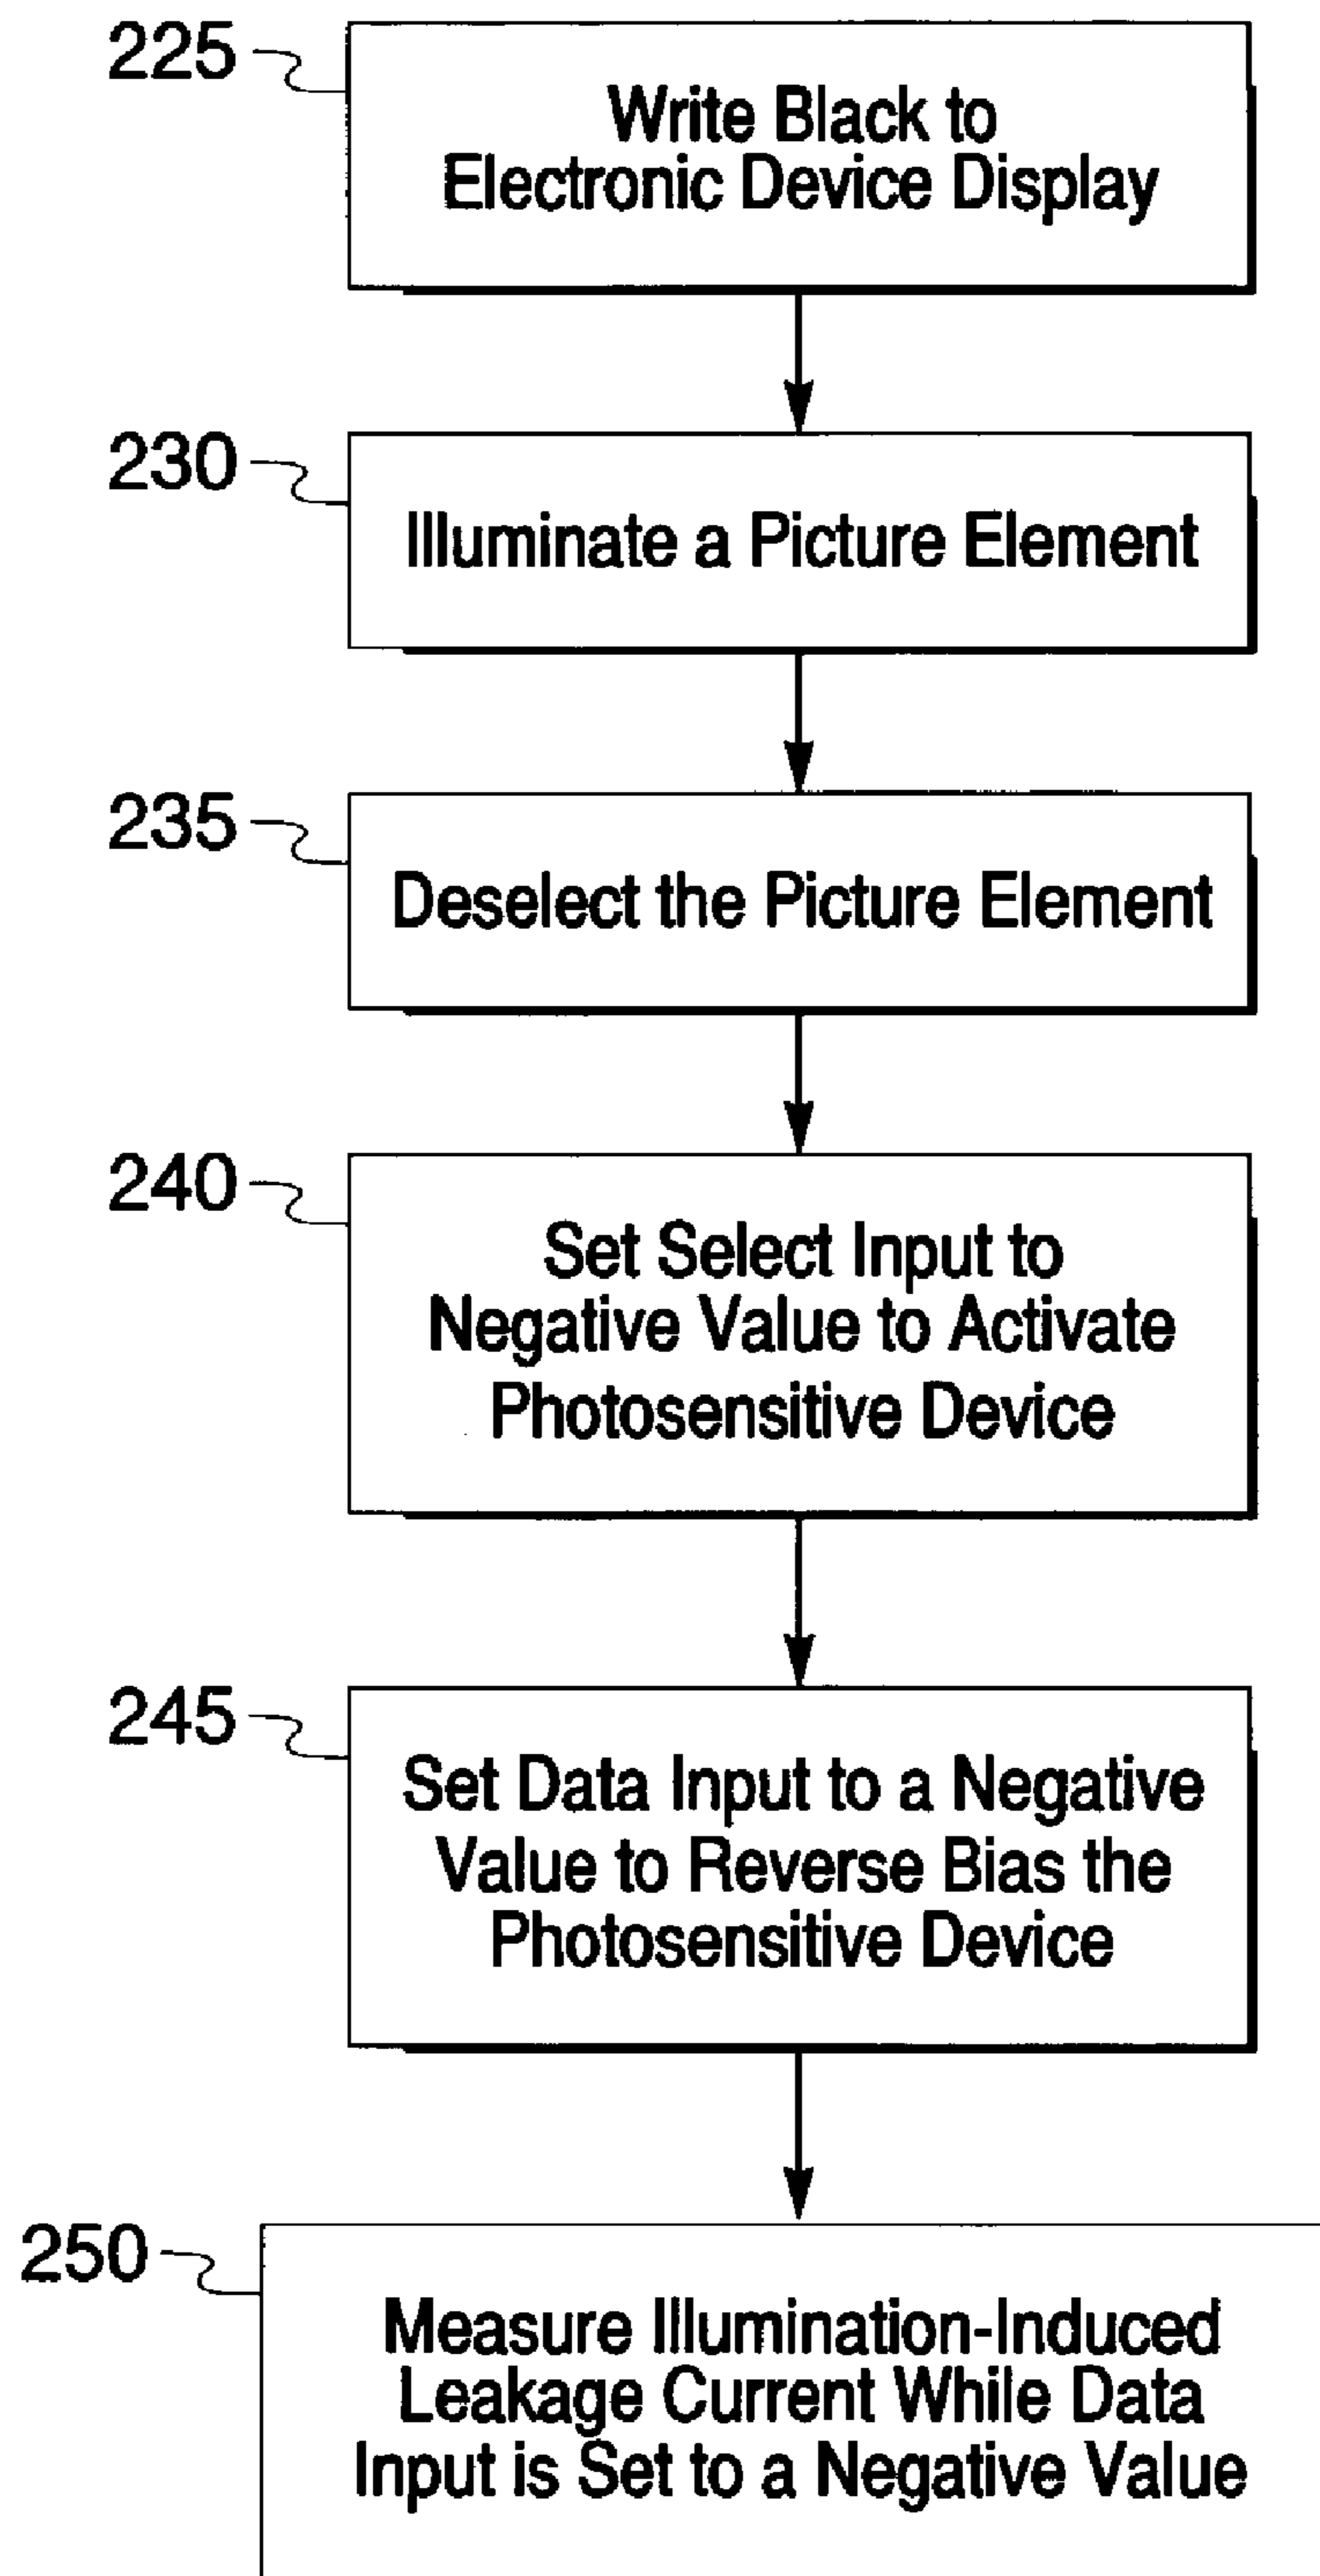 225
Write Black to
Electronic Device Display
230
Illuminate a Picture Element
235
Deselect the Picture Element
240
Set Select Input to
Negative Value to Activate
Photosensitive Device
245
Set Data Input to a Negative
Value to Reverse Bias the
Photosensitive Device
250
Measure Illumination-Induced
Leakage Current While Data
Input is Set to a Negative Value